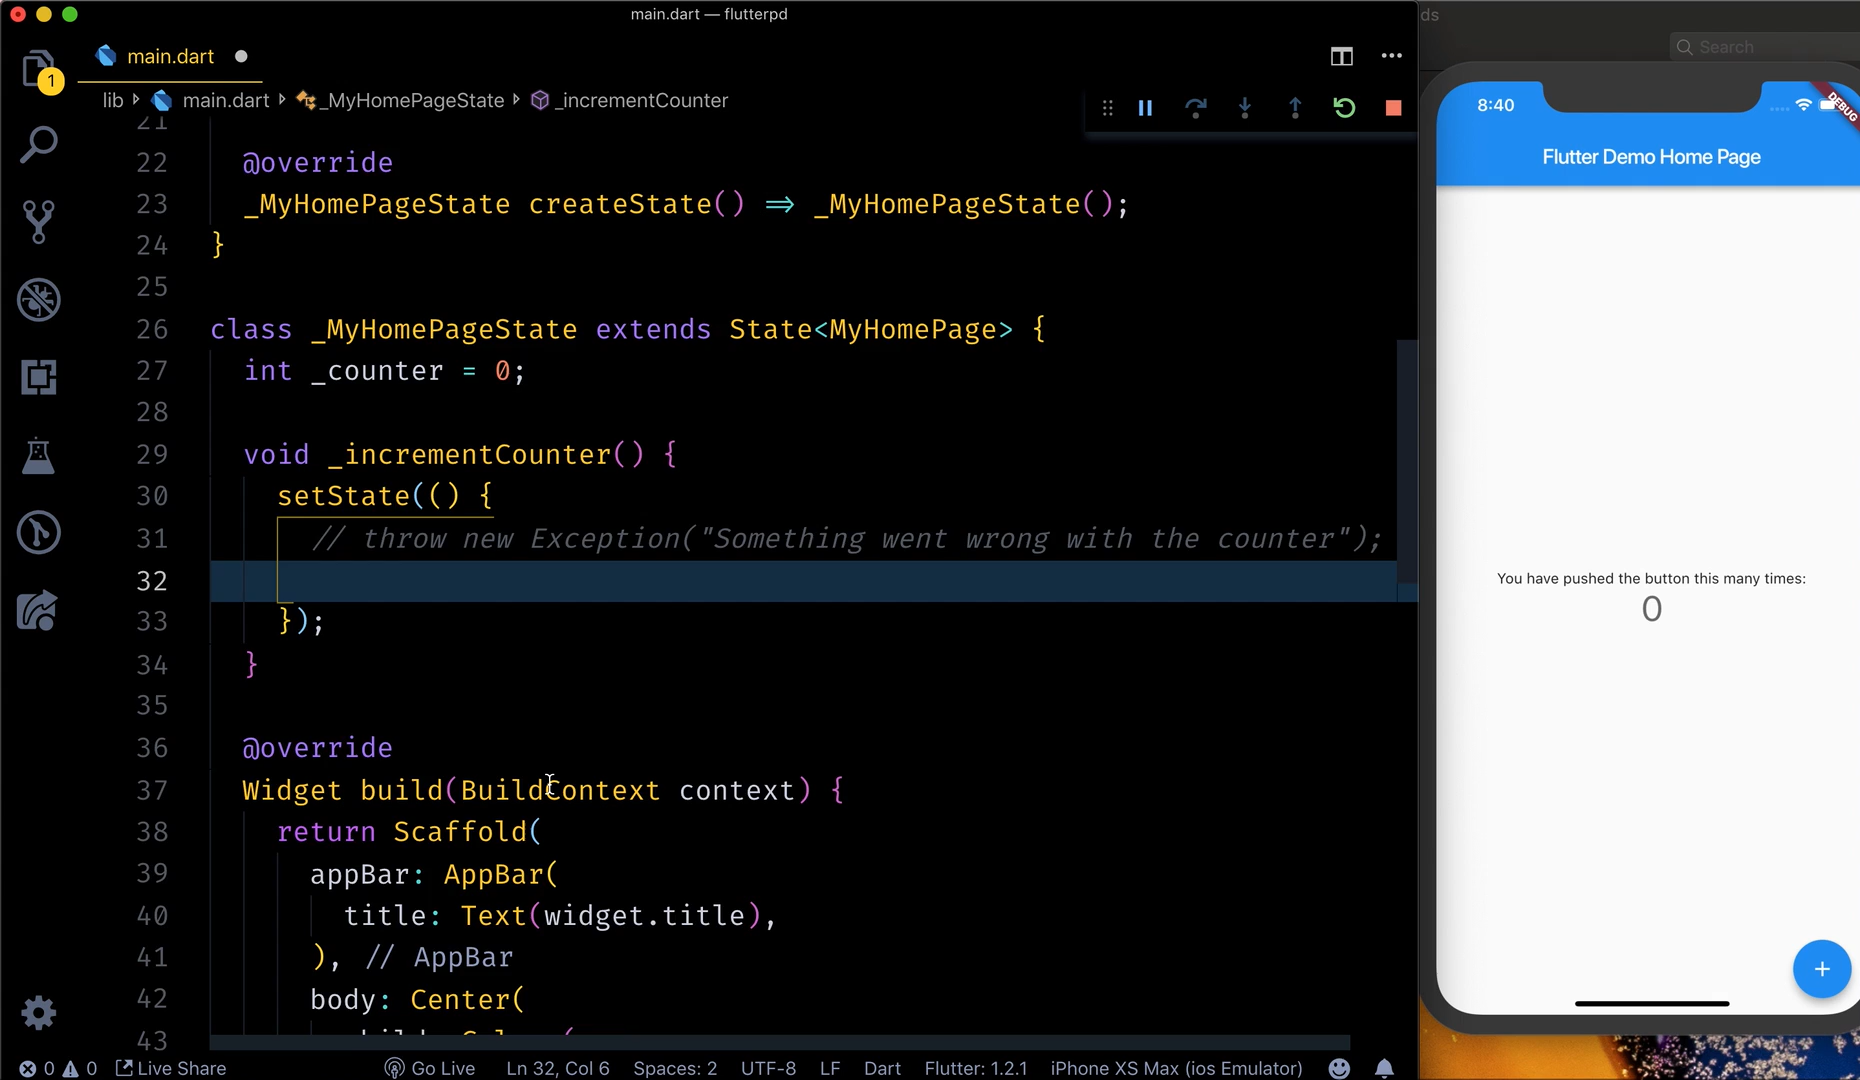 main.dart — flutterpd
main.dart
1
lib main.dart _MyHomePageState _incrementCounter
21
22 @override
23 _MyHomePageState createState() => _MyHomePageState();
24 }
25
26 class _MyHomePageState extends State<MyHomePage> {
27 int _counter = 0;
28
29 void _incrementCounter() {
30 setState(() {
31 // throw new Exception("Something went wrong with the counter");
32
33 });
34 }
35
36 @override
37 Widget build(BuildContext context) {
38 return Scaffold(
39 appBar: AppBar(
40 title: Text(widget.title),
41 ), // AppBar
42 body: Center(
43
0 0 Live Share Go Live Ln 32, Col 6 Spaces: 2 UTF-8 LF Dart Flutter: 1.2.1 iPhone XS Max (ios Emulator)
ds
Search
8:40
DEBUG
Flutter Demo Home Page
You have pushed the button this many times:
0
+